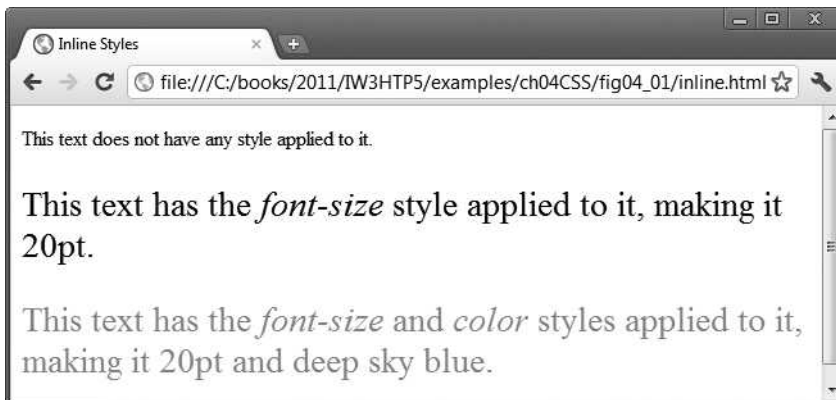 Inline Styles
file:///C:/books/2011/IW3HTP5/examples/ch04CSS/fig04_01/inline.html
This text does not have any style applied to it.
This text has the font-size style applied to it, making it
20pt.
This text has the font-size and color styles applied to it,
making it 20pt and deep sky blue.